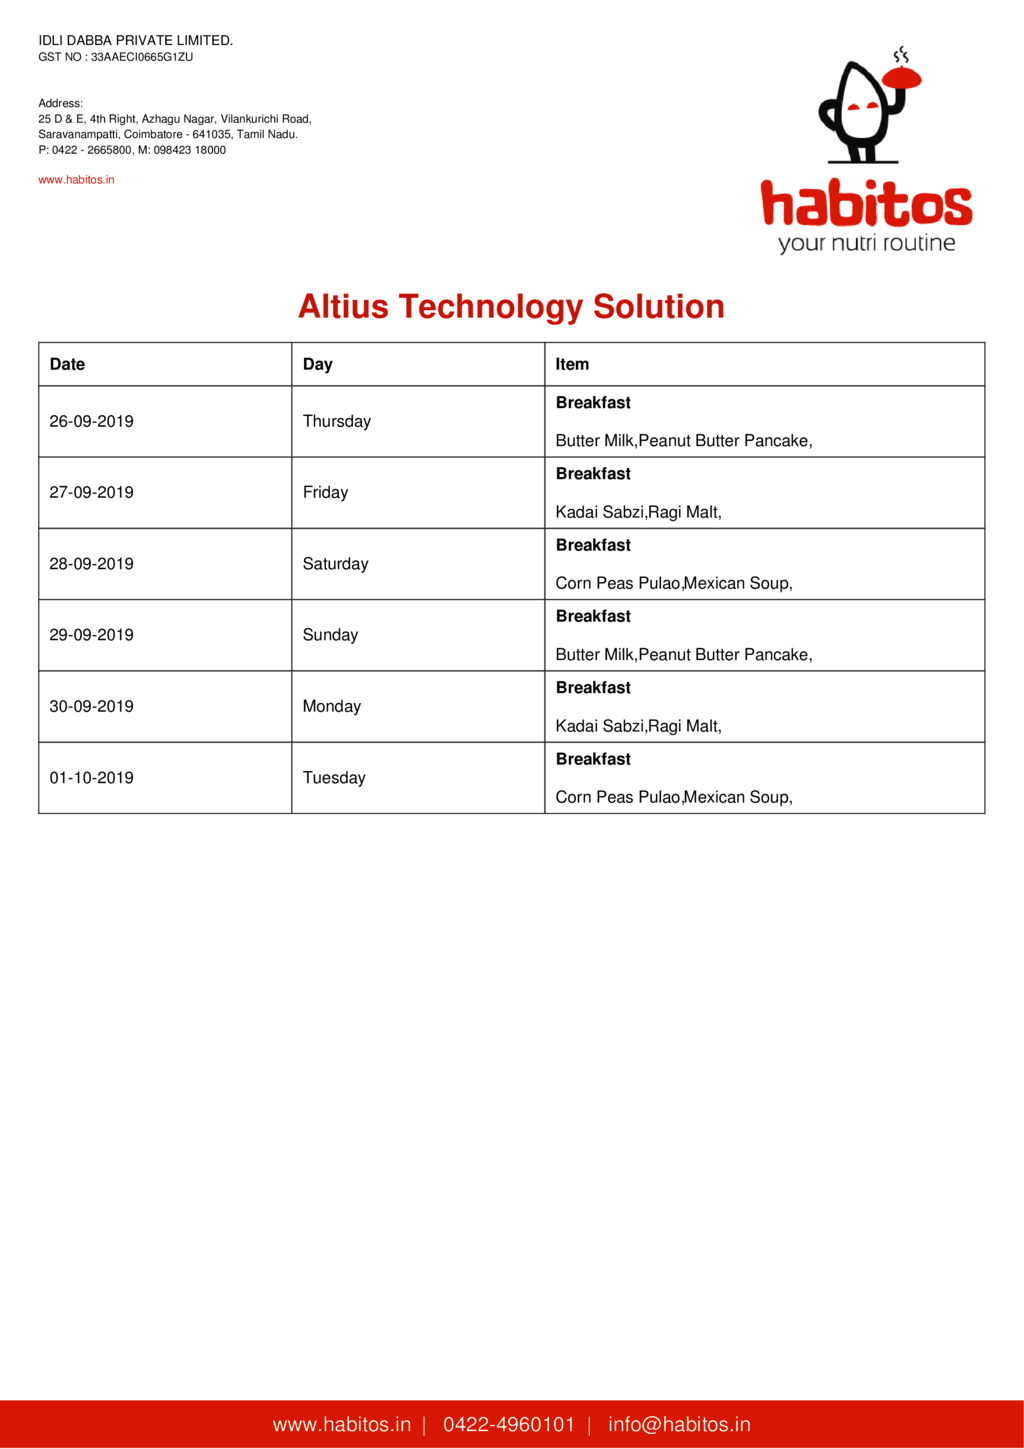 IDLI DABBA PRIVATE LIMITED.
GST NO : 33AAECI0665G1ZU
Address:
25 D & E, 4th Right, Azhagu Nagar, Vilankurichi Road,
Saravanampatti, Coimbatore - 641035, Tamil Nadu.
P: 0422 - 2665800, M: 098423 18000
www.habitos.in
habitos
your nutri routine
Altius Technology Solution
Date Day Item
26-09-2019 Thursday Breakfast
Butter Milk,Peanut Butter Pancake,
27-09-2019 Friday Breakfast
Kadai Sabzi,Ragi Malt,
28-09-2019 Saturday Breakfast
Corn Peas Pulao,Mexican Soup,
29-09-2019 Sunday Breakfast
Butter Milk,Peanut Butter Pancake,
30-09-2019 Monday Breakfast
Kadai Sabzi,Ragi Malt,
01-10-2019 Tuesday Breakfast
Corn Peas Pulao,Mexican Soup,
www.habitos.in | 0422-4960101 | info@habitos.in